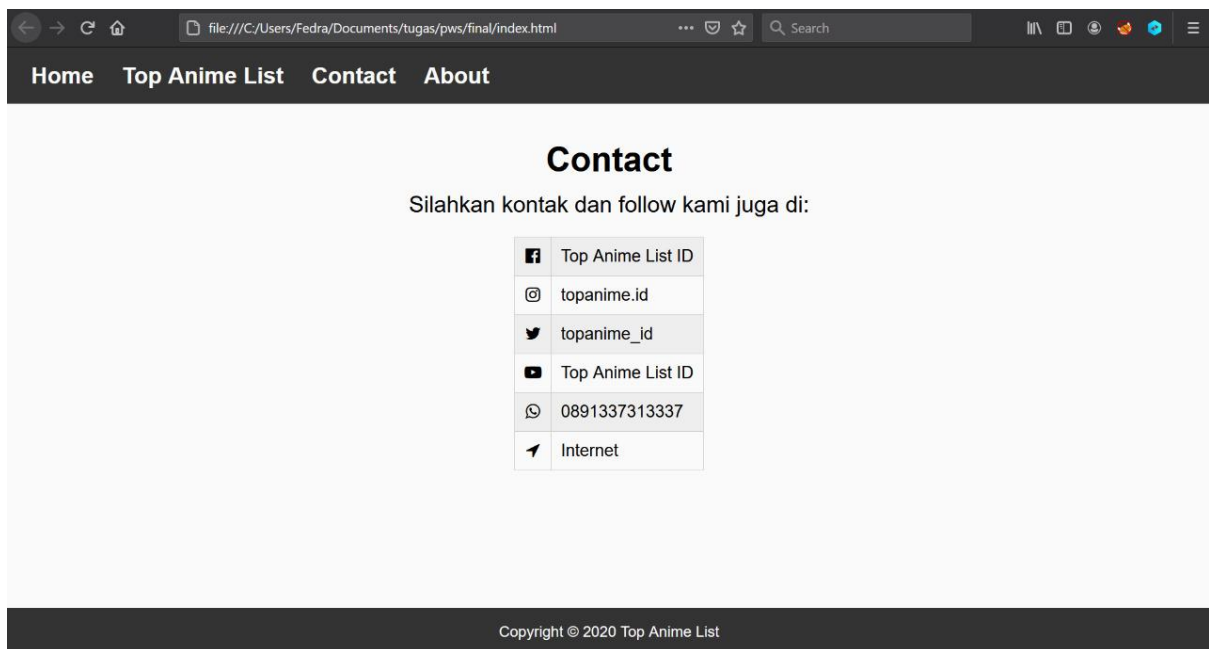 file:///C:/Users/Fedra/Documents/tugas/pws/final/index.html
Search
Home Top Anime List Contact About
Contact
Silahkan kontak dan follow kami juga di:
Top Anime List ID
topanime.id
topanime_id
Top Anime List ID
0891337313337
Internet
Copyright © 2020 Top Anime List